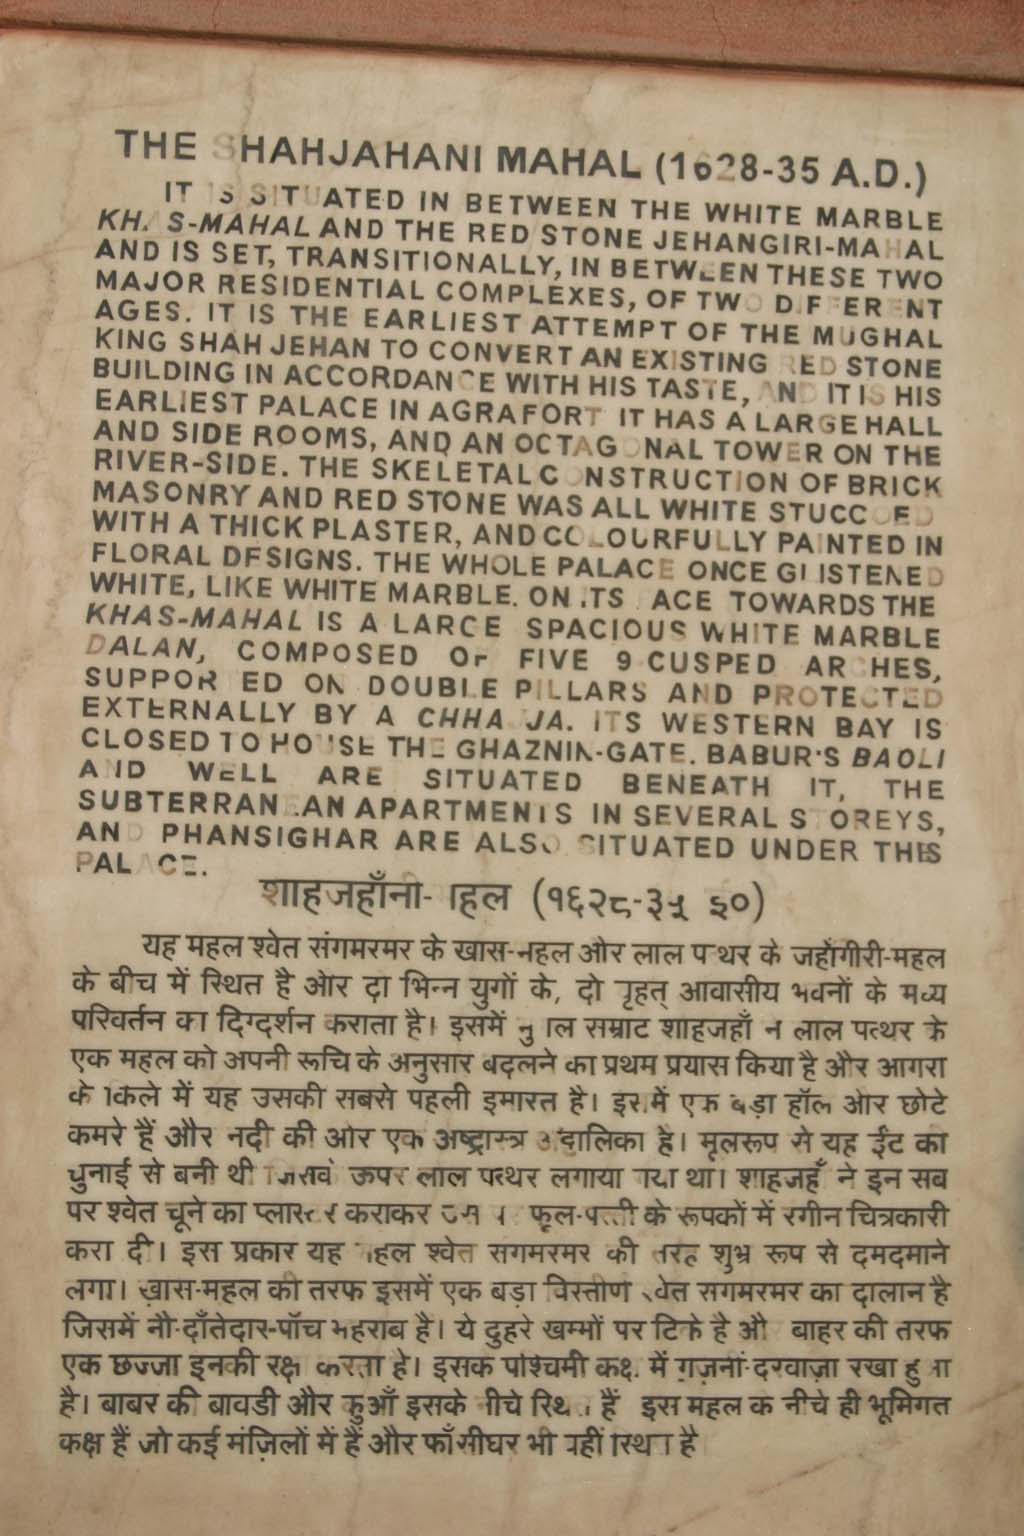 THE SHAHJAHANI MAHAL (1628-35 A.D.)
IT IS SITUATED IN BETWEEN THE WHITE MARBLE
KHAS-MAHAL AND THE RED STONE JEHANGIRI-MAHAL
AND IS SET, TRANSITIONALLY, IN BETWEEN THESE TWO
MAJOR RESIDENTIAL COMPLEXES, OF TWO DIFFERENT
AGES. IT IS THE EARLIEST ATTEMPT OF THE MUGHAL
KING SHAH JEHAN TO CONVERT AN EXISTING RED STONE
BUILDING IN ACCORDANCE WITH HIS TASTE, AND IT IS HIS
EARLIEST PALACE IN AGRAFORT IT HAS A LARGE HALL
AND SIDE ROOMS, AND AN OCTAGONAL TOWER ON THE
RIVER-SIDE. THE SKELETAL CONSTRUCTION OF BRICK
MASONRY AND RED STONE WAS ALL WHITE STUCCOED
WITH A THICK PLASTER, AND COLOURFULLY PAINTED IN
FLORAL DESIGNS. THE WHOLE PALACE ONCE GLISTENED
WHITE, LIKE WHITE MARBLE. ON ITS FACE TOWARDS THE
KHAS-MAHAL IS A LARGE SPACIOUS WHITE MARBLE
DALAN, COMPOSED OF FIVE 9 CUSPED ARCHES,
SUPPORTED ON DOUBLE PILLARS AND PROTECTED
EXTERNALLY BY A CHHAJJA. ITS WESTERN BAY IS
CLOSED TO HOUSE THE GHAZNIN-GATE. BABUR'S BAOLI
AND WELL ARE SITUATED BENEATH IT, THE
SUBTERRANEAN APARTMENTS IN SEVERAL STOREYS,
AND PHANSIGHAR ARE ALSO SITUATED UNDER THIS
PALACE.
शाहजहाँनी-महल (१६२८-३५ ई०)
यह महल श्वेत संगमरमर के खास-महल और लाल पत्थर के जहाँगीरी-महल
के बीच में स्थित है और दो भिन्न युगों के, दो बृहत् आवासीय भवनों के मध्य
परिवर्तन का दिग्दर्शन कराता है। इसमें मुगल सम्राट शाहजहाँ ने लाल पत्थर के
एक महल को अपनी रूचि के अनुसार बदलने का प्रथम प्रयास किया है और आगरा
के किले में यह उसकी सबसे पहली इमारत है। इसमें एक बड़ा हॉल और छोटे
कमरे हैं और नदी की ओर एक अष्ट्रास्त्र अट्टालिका है। मूलरूप से यह ईंट की
चुनाई से बनी थी जिसके ऊपर लाल पत्थर लगाया गया था। शाहजहाँ ने इन सब
पर श्वेत चूने का प्लास्तर कराकर उस फूल-पत्ती के रूपकों में रंगीन चित्रकारी
करा दी। इस प्रकार यह महल श्वेत संगमरमर की तरह शुभ्र रूप से दमदमाने
लगा। ख़ास-महल की तरफ इसमें एक बड़ा विस्तीर्ण श्वेत संगमरमर का दालान है
जिसमें नौ-दाँतेदार-पाँच मेहराब है। ये दुहरे खम्भों पर टिके है और बाहर की तरफ
एक छज्जा इनकी रक्षा करता है। इसके पश्चिमी कक्ष में ग़ज़नी-दरवाज़ा रखा हुआ
है। बाबर की बावडी और कुआँ इसके नीचे स्थित हैं इस महल के नीचे ही भूमिगत
कक्ष हैं जो कई मंज़िलों में हैं और फाँसीघर भी यहीं स्थित है